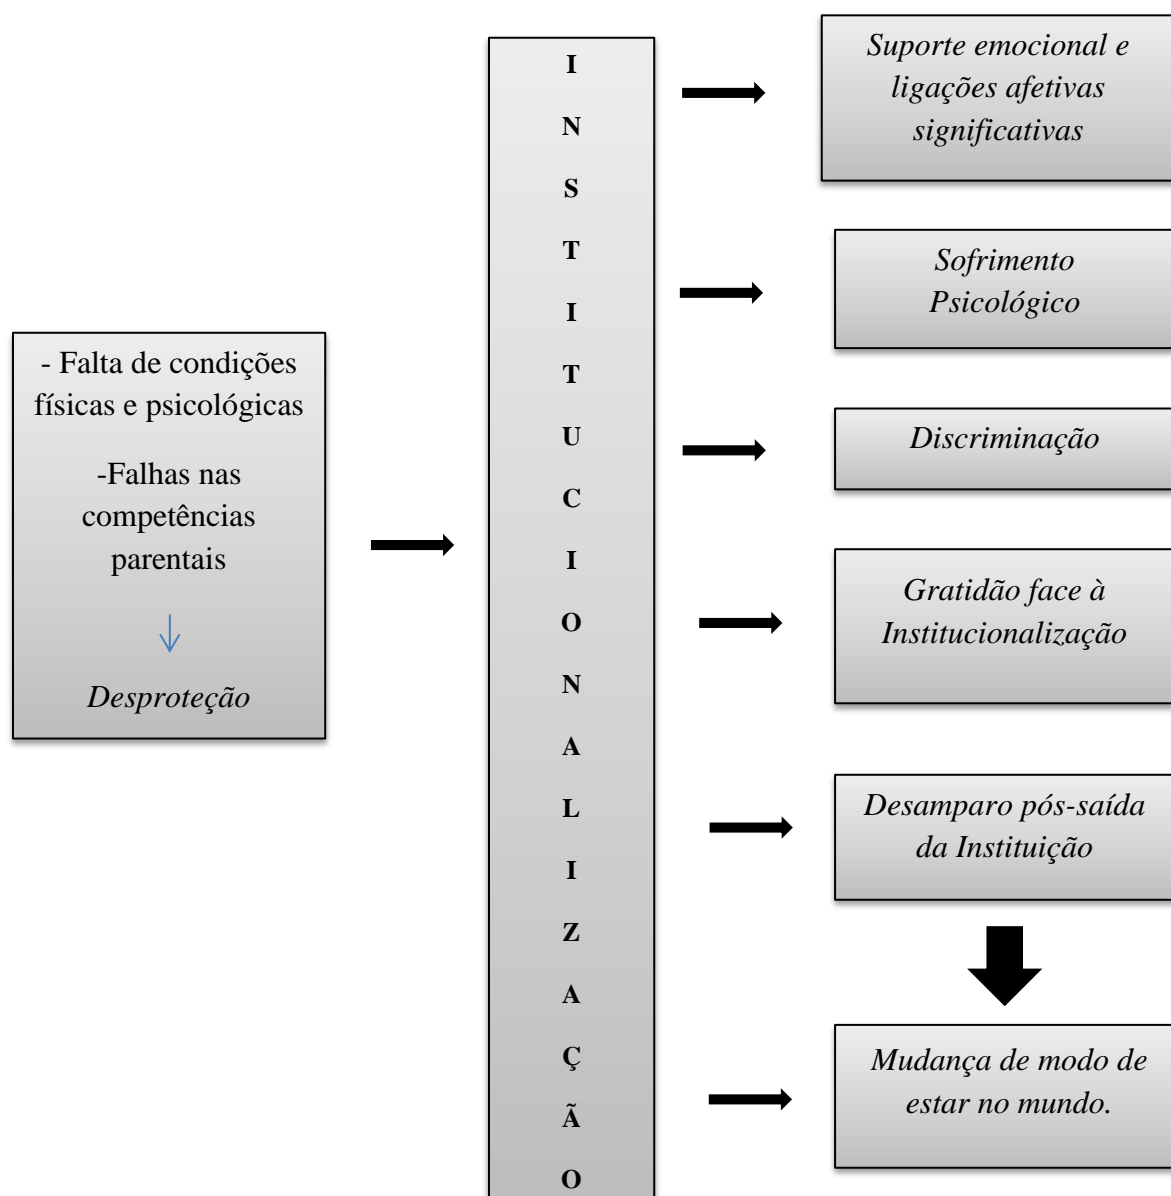 - Falta de condições
físicas e psicológicas
-Falhas nas
competências
parentais
Desproteção
I
N
S
T
I
T
U
C
I
O
N
A
L
I
Z
A
Ç
Ã
O
Suporte emocional e
ligações afetivas
significativas
Sofrimento
Psicológico
Discriminação
Gratidão face à
Institucionalização
Desamparo pós-saída
da Instituição
Mudança de modo de
estar no mundo.